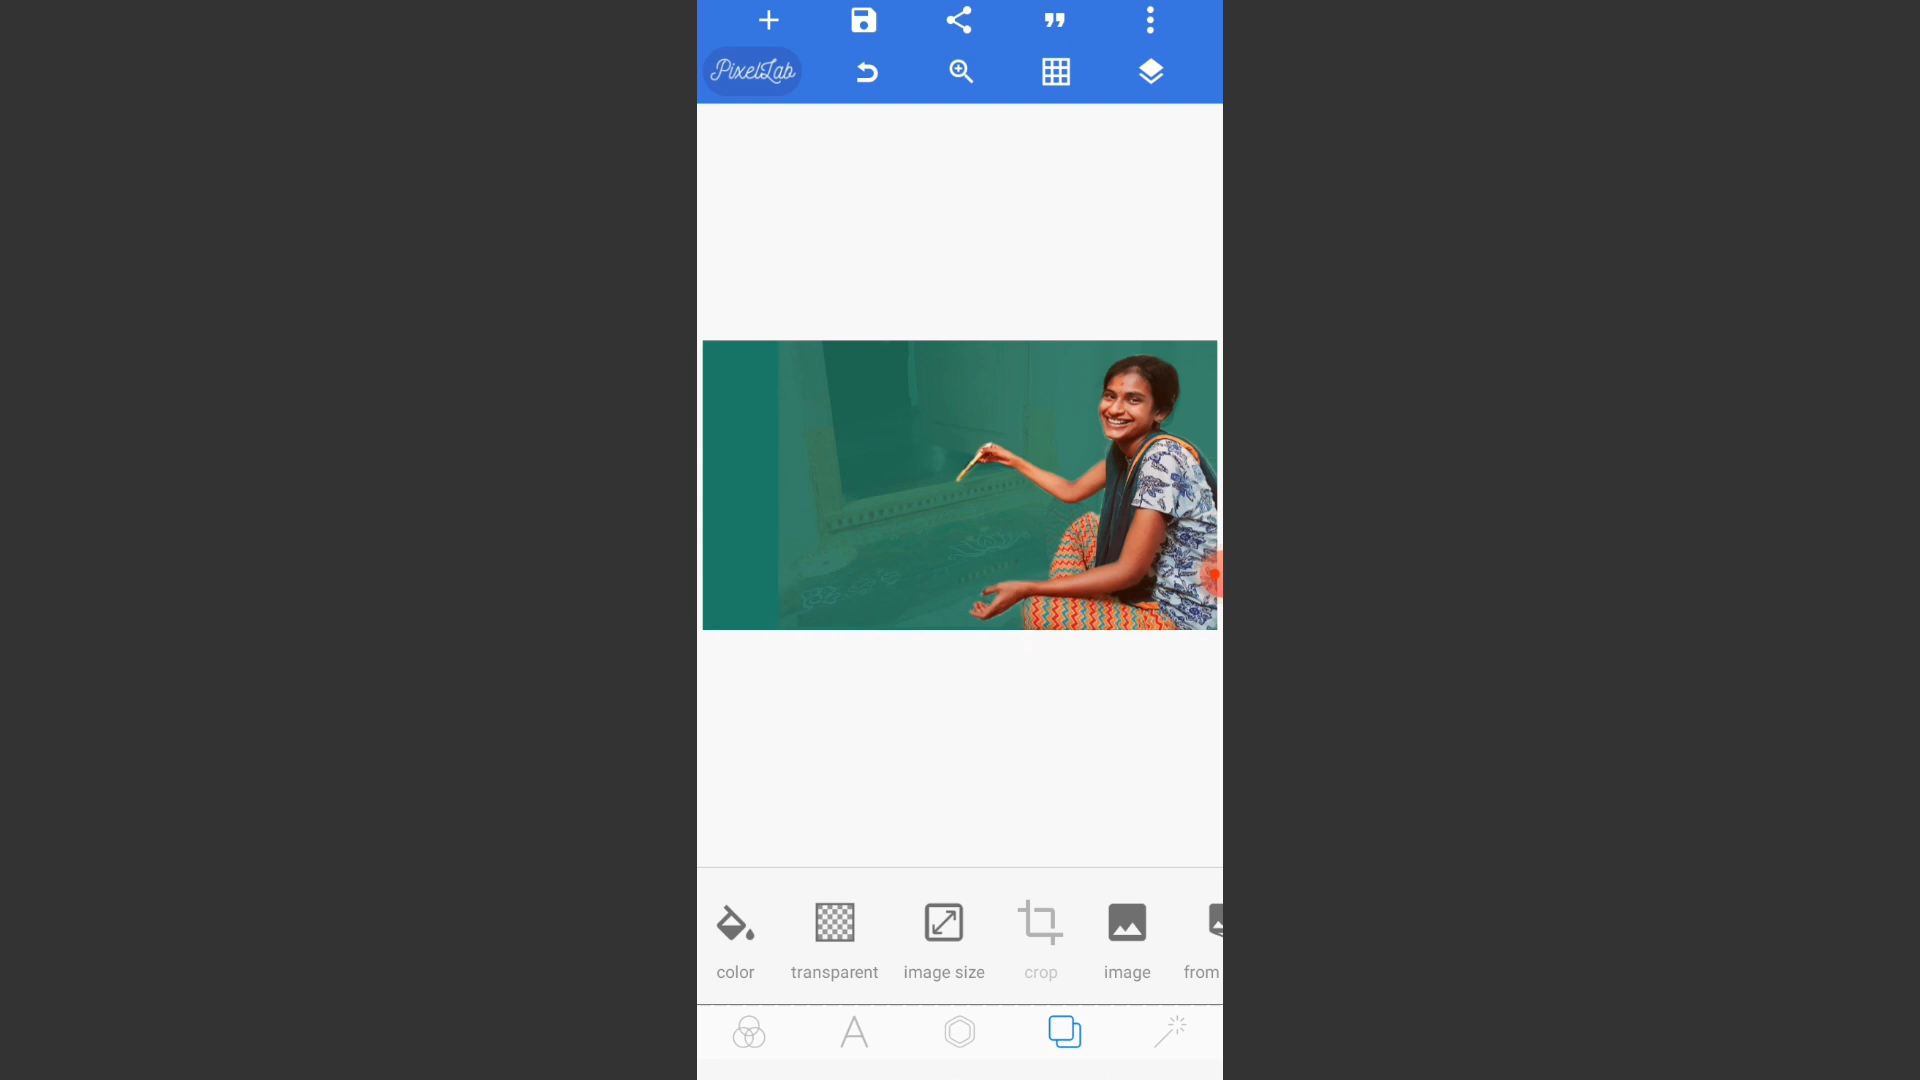 PixelLab
color
transparent
image size
crop
image
from